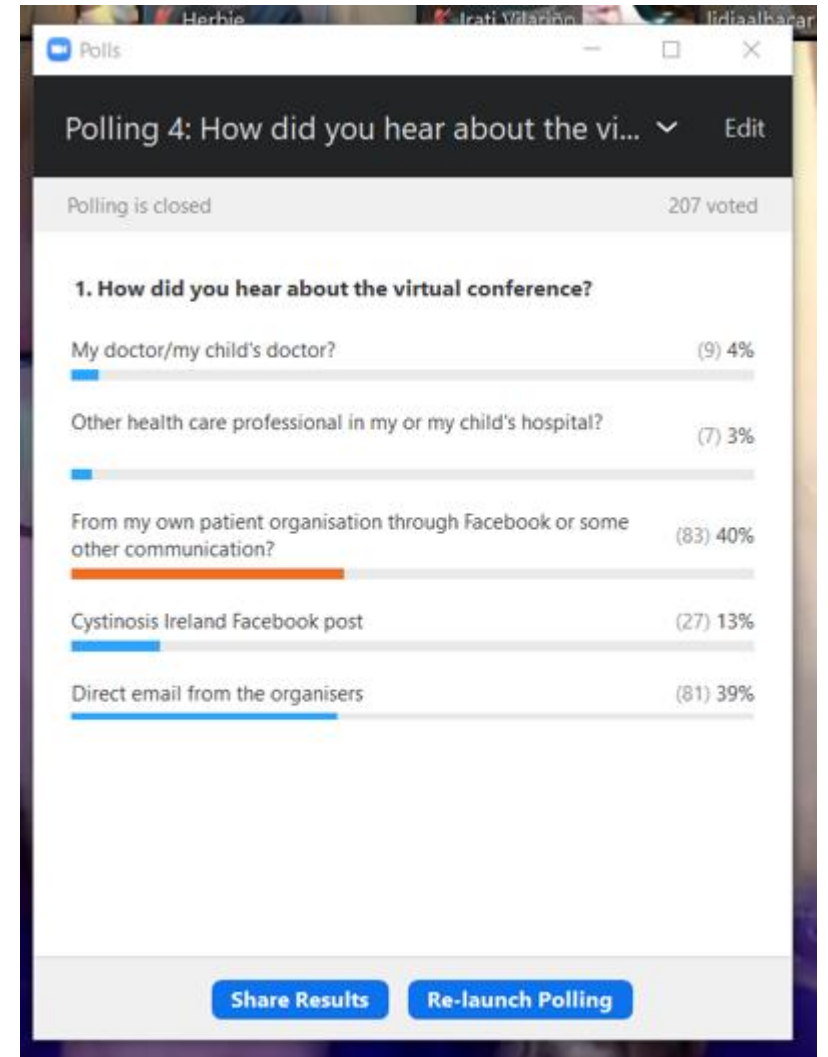 Herbie
Irati Vilariño
lidiaalbacar
Polls
Polling 4: How did you hear about the vi...
Edit
Polling is closed
207 voted
1. How did you hear about the virtual conference?
My doctor/my child's doctor?
(9) 4%
Other health care professional in my or my child's hospital?
(7) 3%
From my own patient organisation through Facebook or some
other communication?
(83) 40%
Cystinosis Ireland Facebook post
(27) 13%
Direct email from the organisers
(81) 39%
Share Results
Re-launch Polling